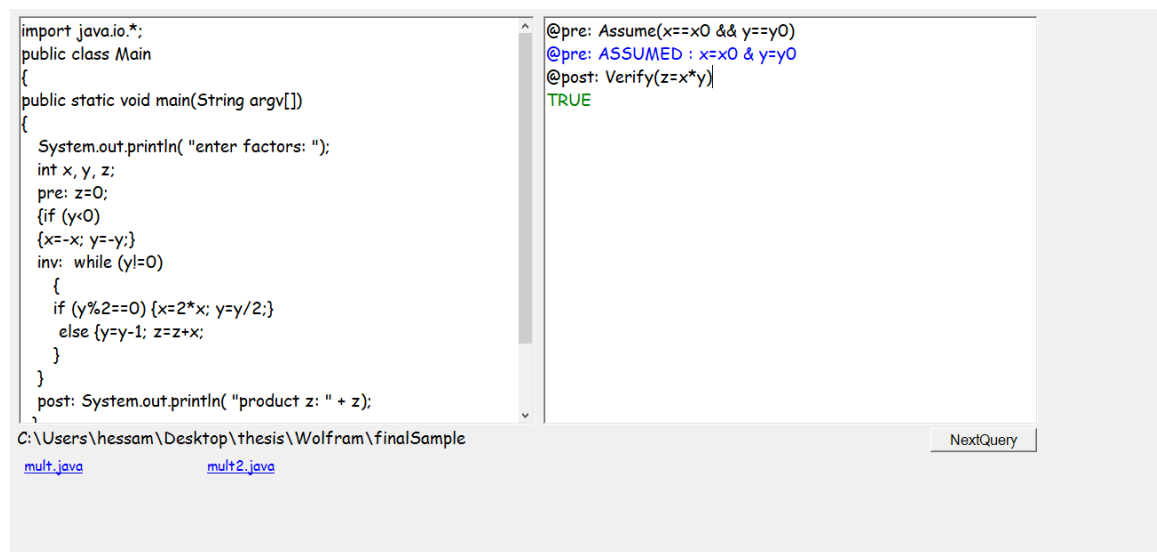 import java.io.*;
public class Main
{
public static void main(String argv[])
{
System.out.println( "enter factors: ");
int x, y, z;
pre: z=0;
{if (y<0)
{x=-x; y=-y;}
inv: while (y!=0)
{
if (y%2==0) {x=2*x; y=y/2;}
else {y=y-1; z=z+x;
}
}
post: System.out.println( "product z: " + z);
}
@pre: Assume(x==x0 && y==y0)
@pre: ASSUMED : x=x0 & y=y0
@post: Verify(z=x*y)
TRUE
C:\Users\hessam\Desktop\thesis\Wolfram\finalSample
NextQuery
mult.java
mult2.java